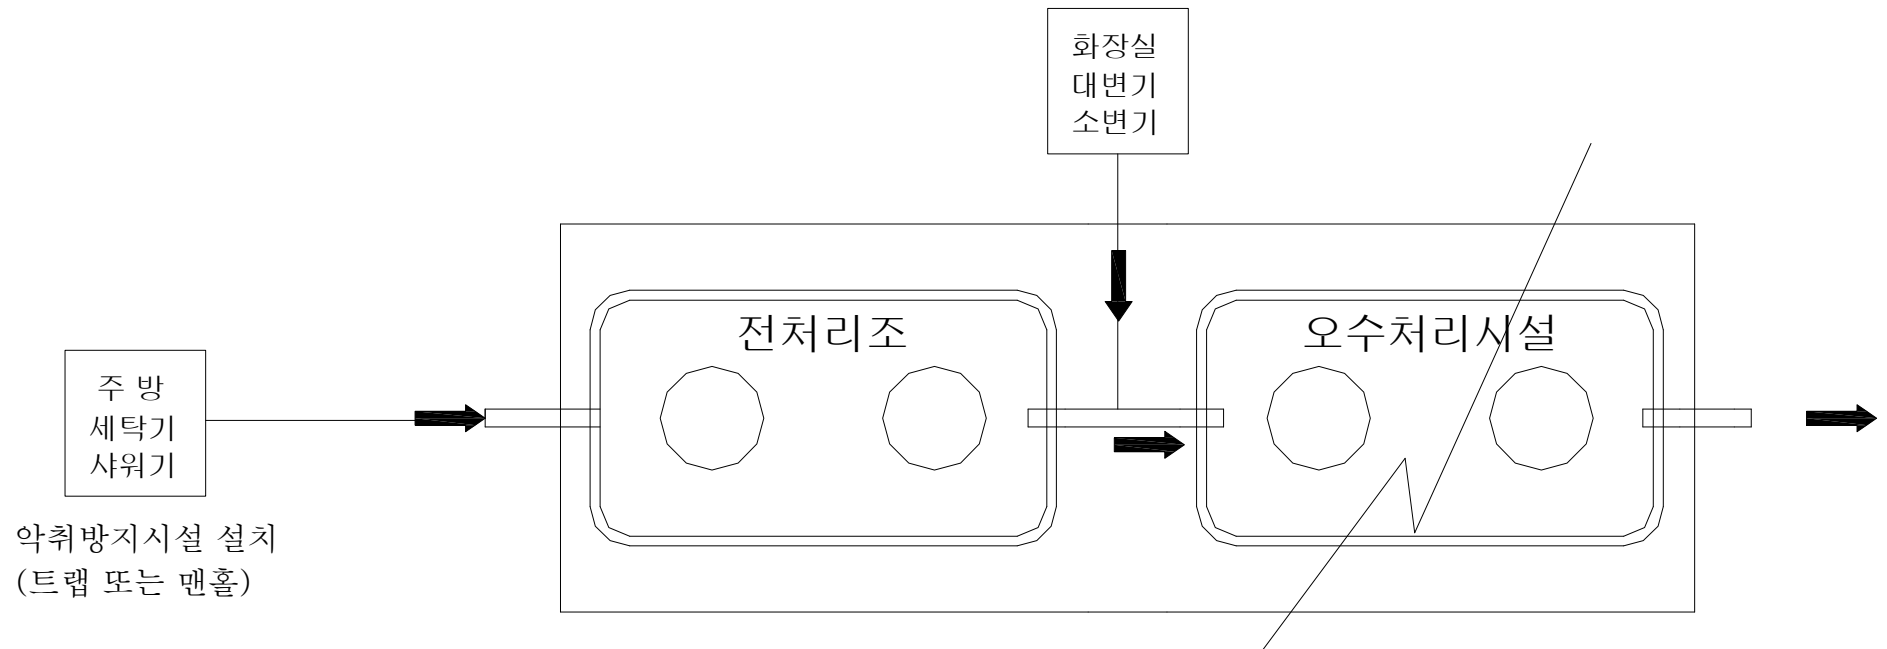 화장실
대변기
소변기
전처리조
오수처리시설
주 방
세탁기
샤워기
악취방지시설 설치
(트랩 또는 맨홀)